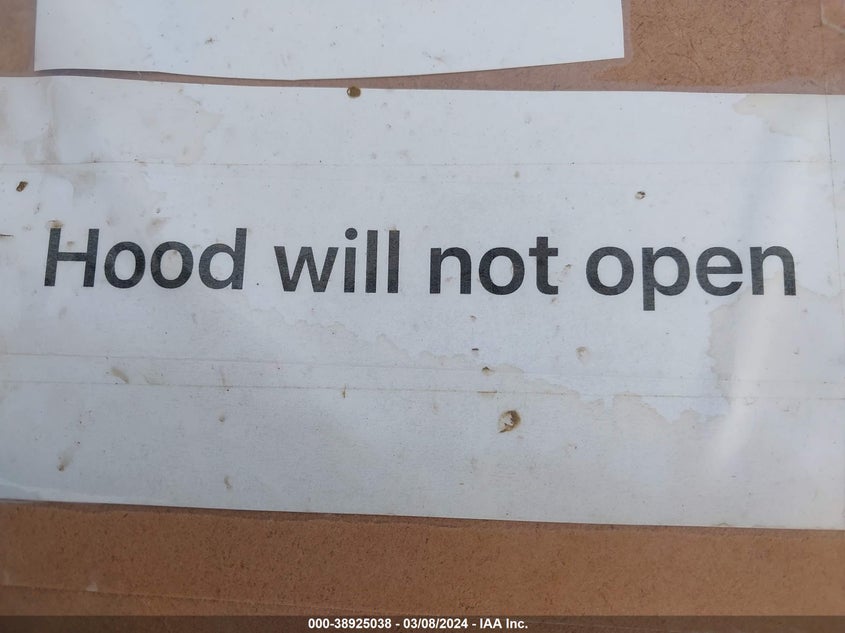 Hood will not open
000-38925038 - 03/08/2024 - IAA Inc.